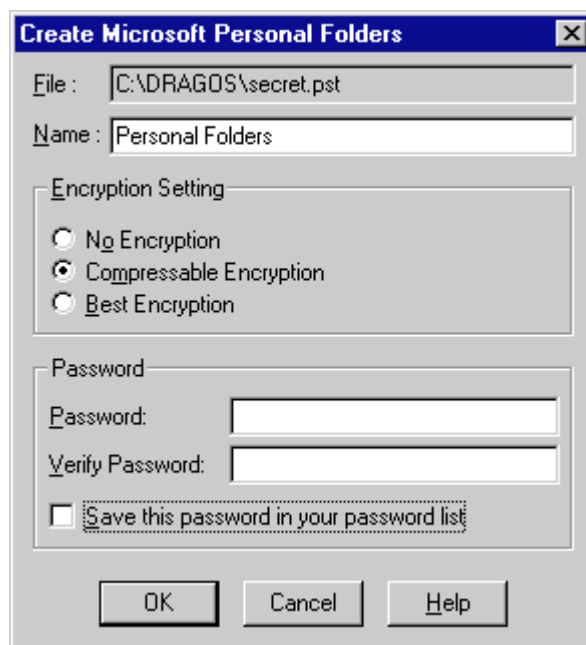 Create Microsoft Personal Folders
File : C:\DRAGOS\secret.pst
Name : Personal Folders
Encryption Setting
No Encryption
Compressable Encryption
Best Encryption
Password
Password:
Verify Password:
Save this password in your password list
OK Cancel Help